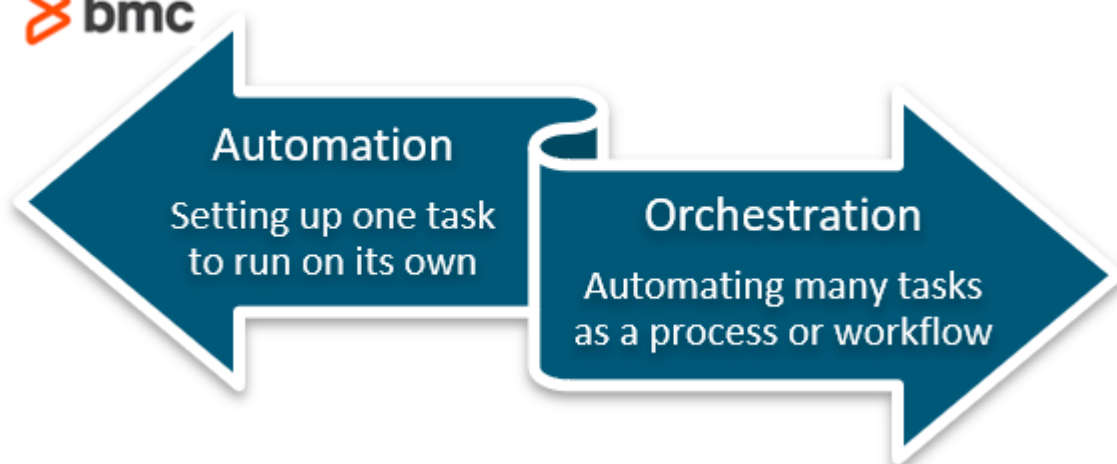 bmc
Automation
Setting up one task
to run on its own
Orchestration
Automating many tasks
as a process or workflow